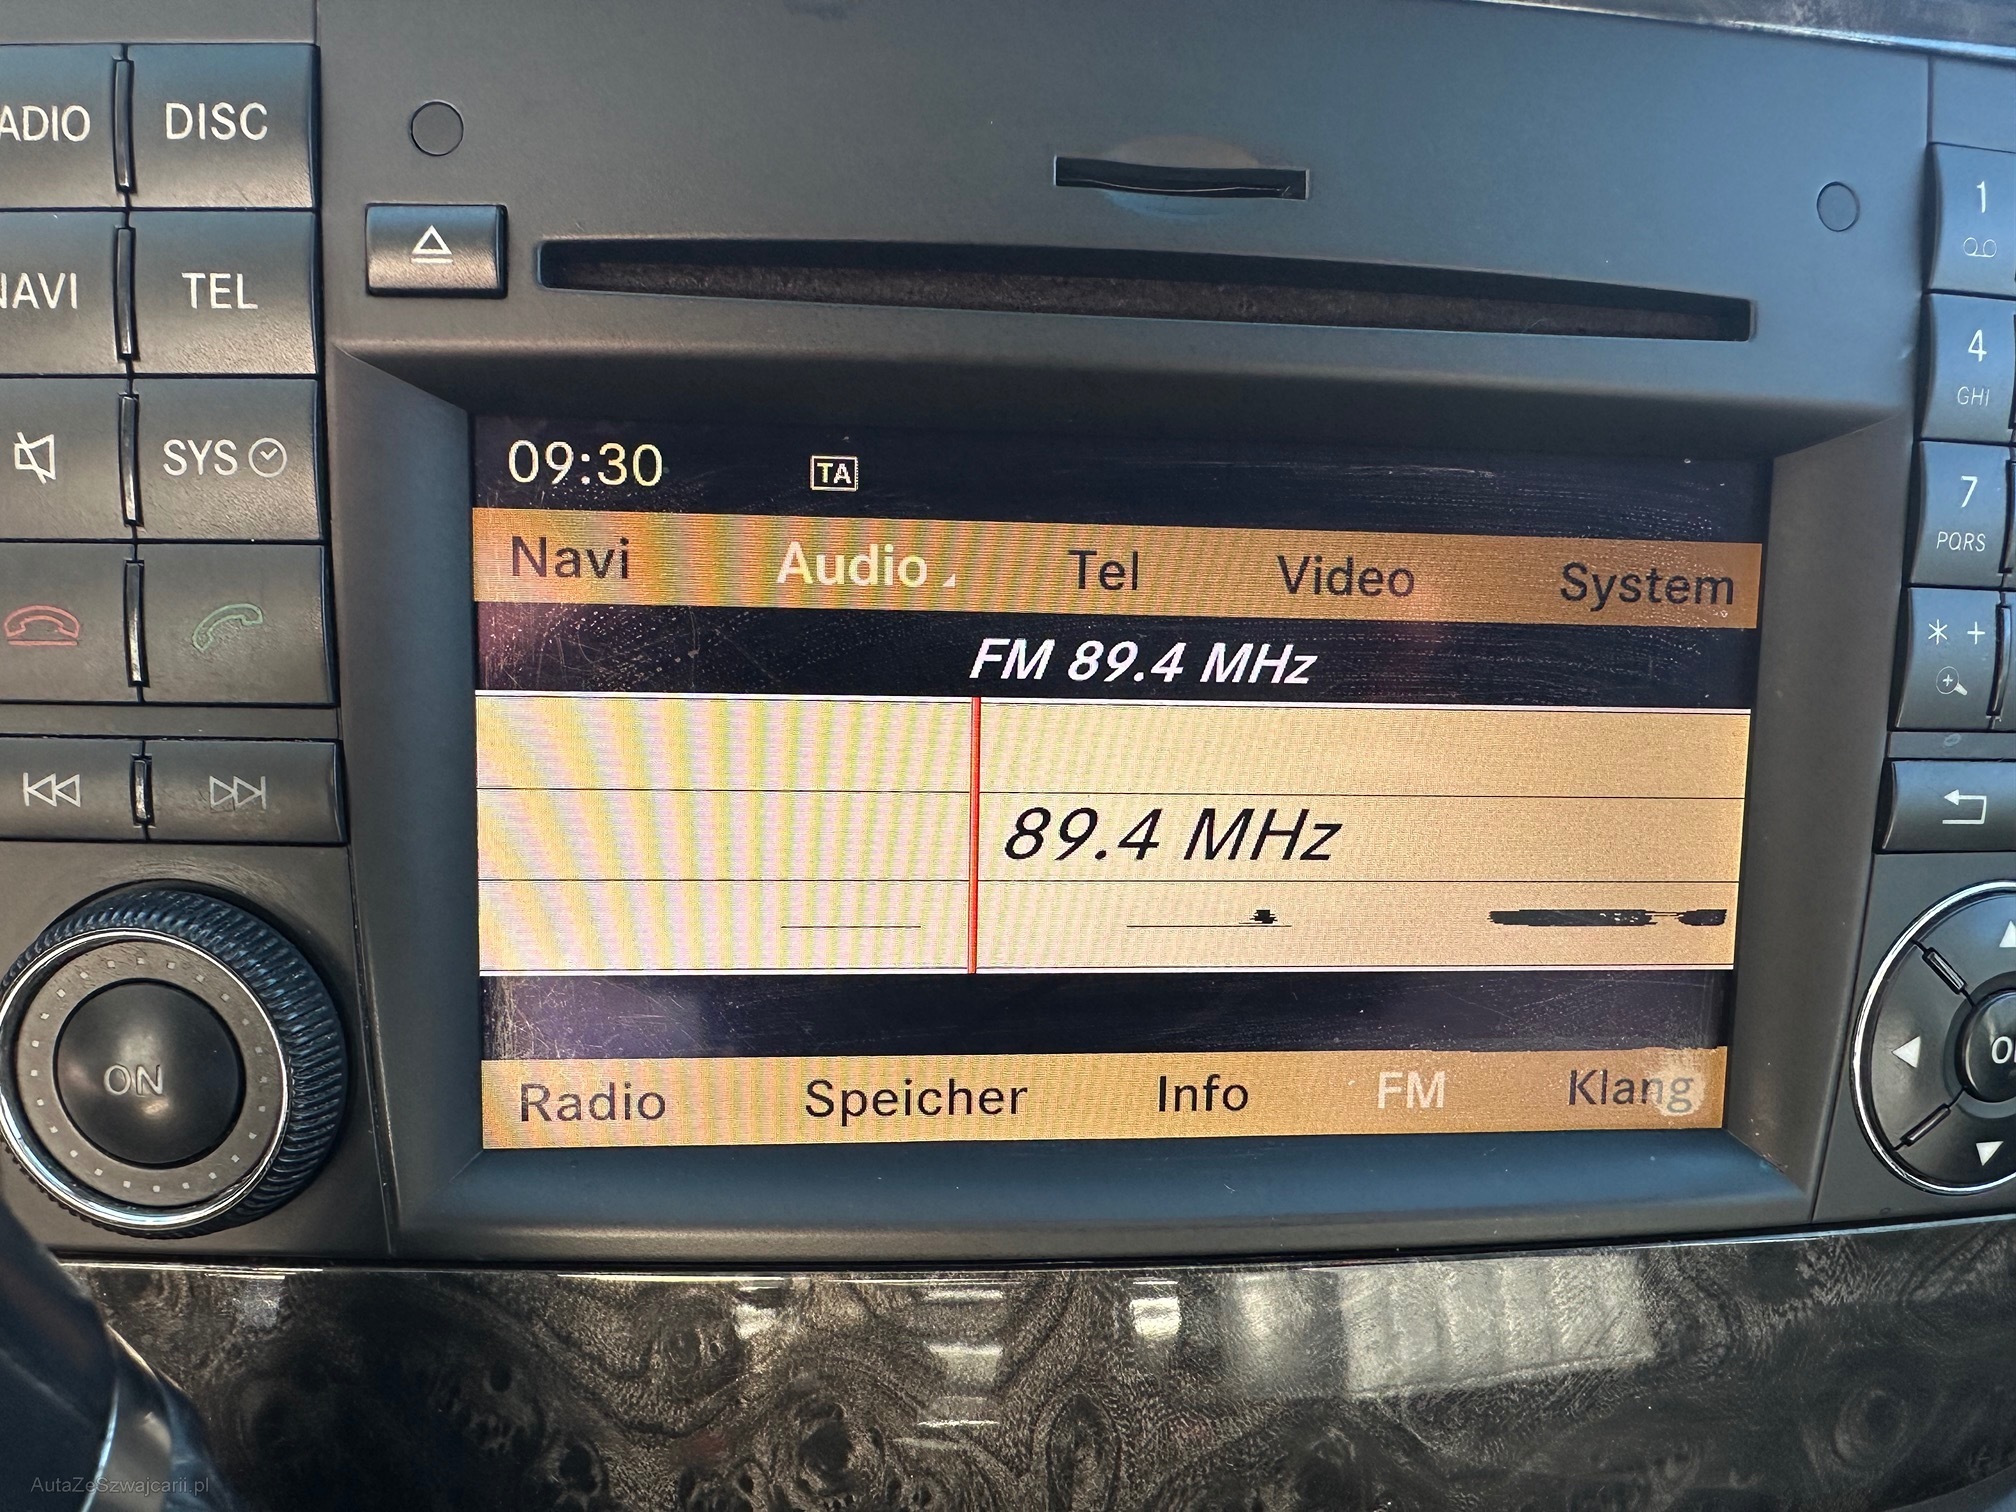 DISC
1
NAVI
TEL
4
GHI
SYS
09:30
TA
7
PQRS
Navi Audio Tel Video System
* +
FM 89.4 MHz
89.4 MHz
ON
Radio Speicher Info FM Klang
AutaZeSzwajcarii.pl